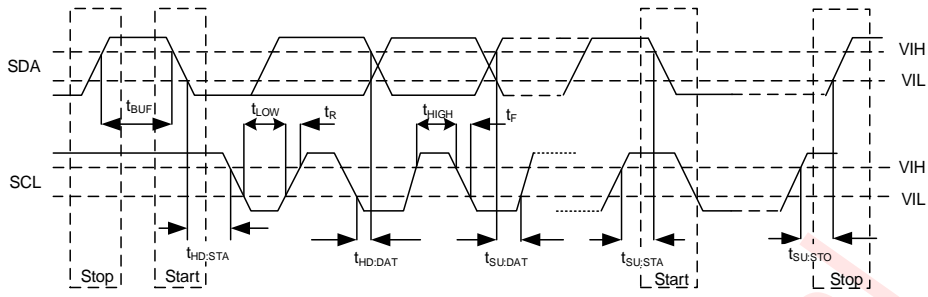 VIH
SDA
VIL
tBUF
tLOW
tR
tHIGH
tF
VIH
SCL
VIL
tHD:STA
tHD:DAT
tSU:DAT
tSU:STA
tSU:STO
Stop
Start
Start
Stop